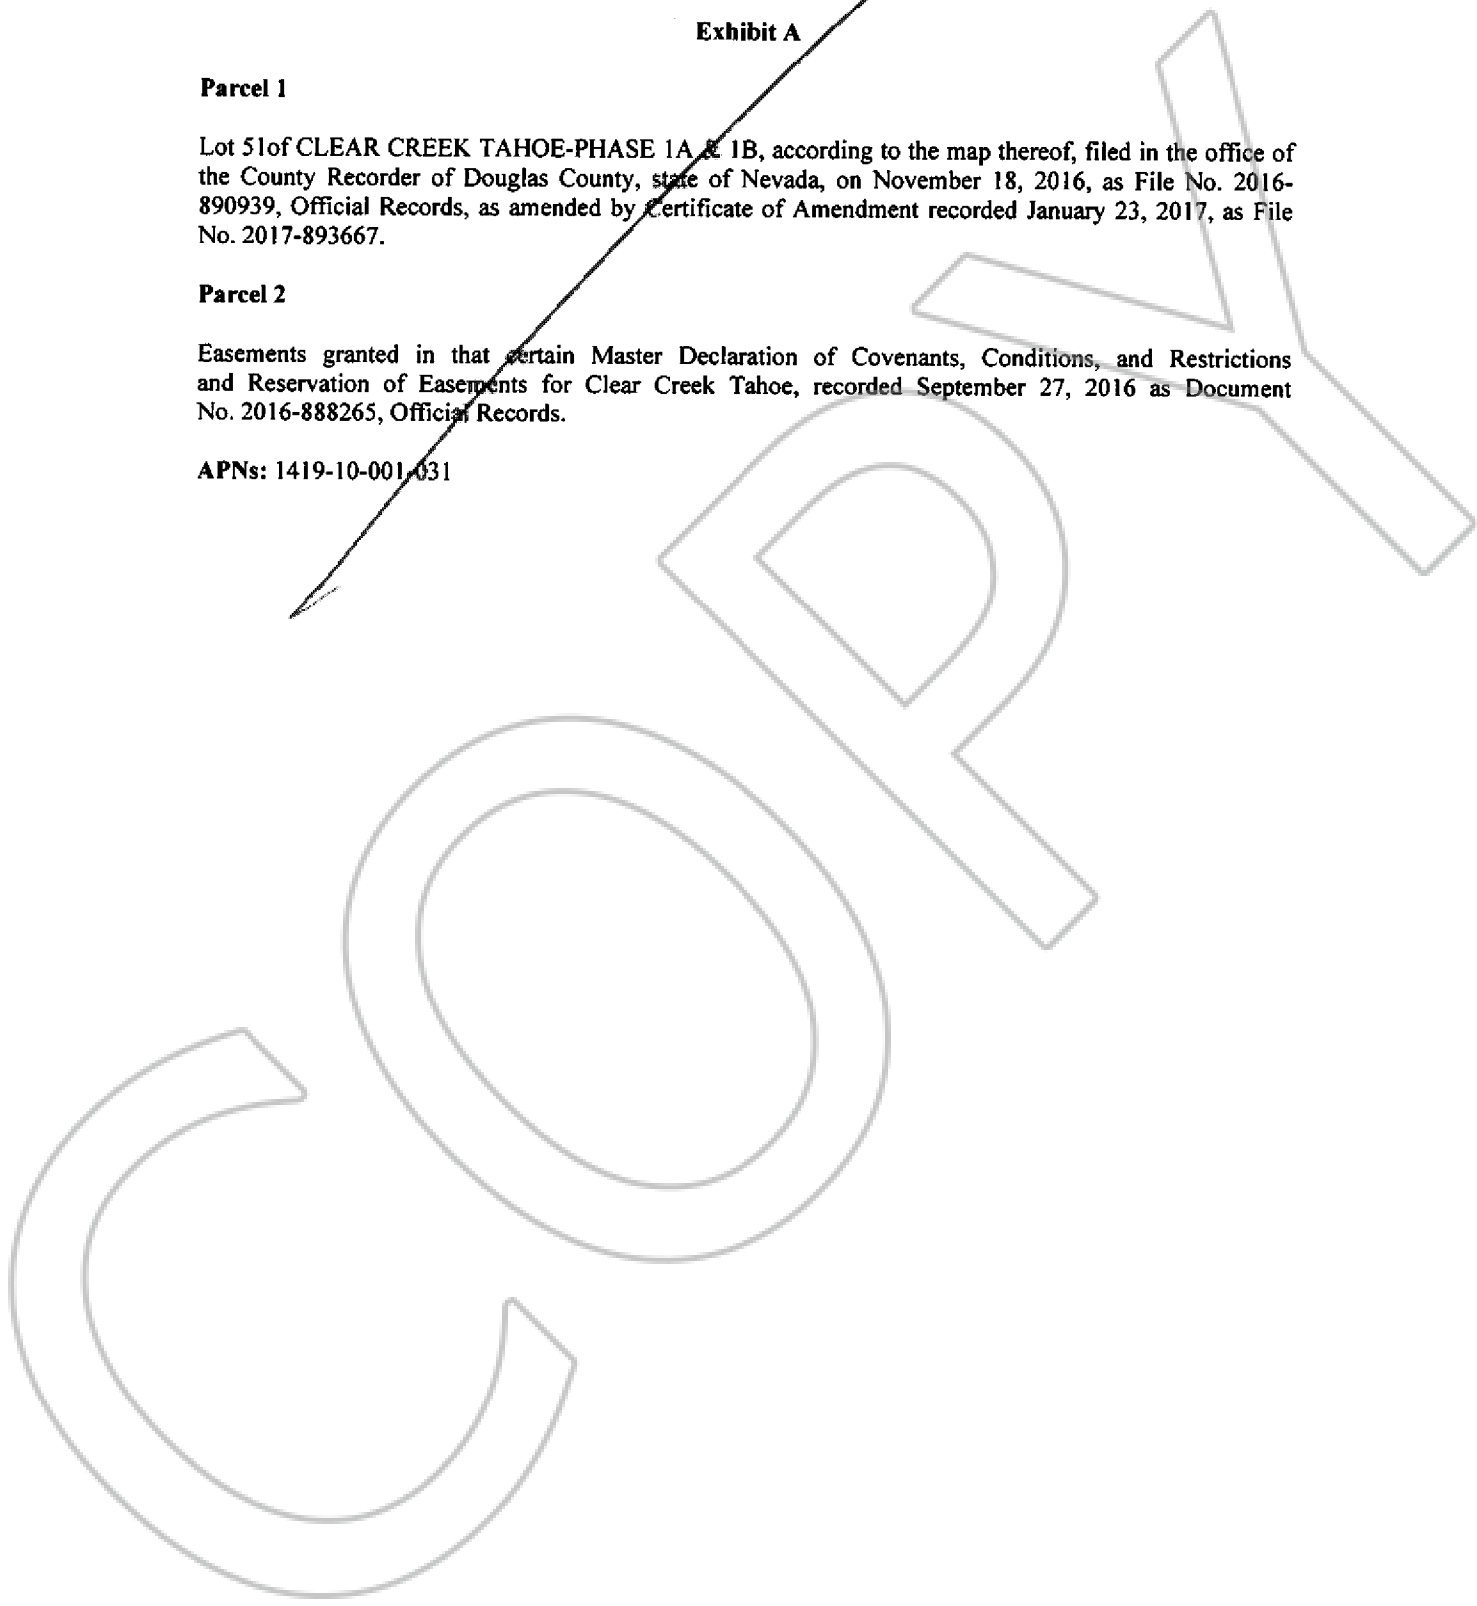 Exhibit A
Parcel 1
Lot 51of CLEAR CREEK TAHOE-PHASE 1A & 1B, according to the map thereof, filed in the office of
the County Recorder of Douglas County, state of Nevada, on November 18, 2016, as File No. 2016-
890939, Official Records, as amended by Certificate of Amendment recorded January 23, 2017, as File
No. 2017-893667.
Parcel 2
Easements granted in that certain Master Declaration of Covenants, Conditions, and Restrictions
and Reservation of Easements for Clear Creek Tahoe, recorded September 27, 2016 as Document
No. 2016-888265, Official Records.
APNs: 1419-10-001-031
COPY